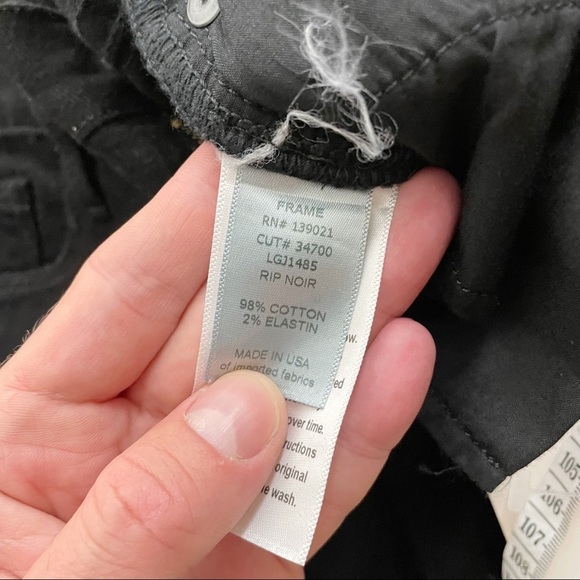 FRAME
RN# 139021
CUT# 34700
LGJ1485
RIP NOIR
98% COTTON
2% ELASTIN
MADE IN USA
of imported fabrics
over time.
original
wash.
105
106
107
108